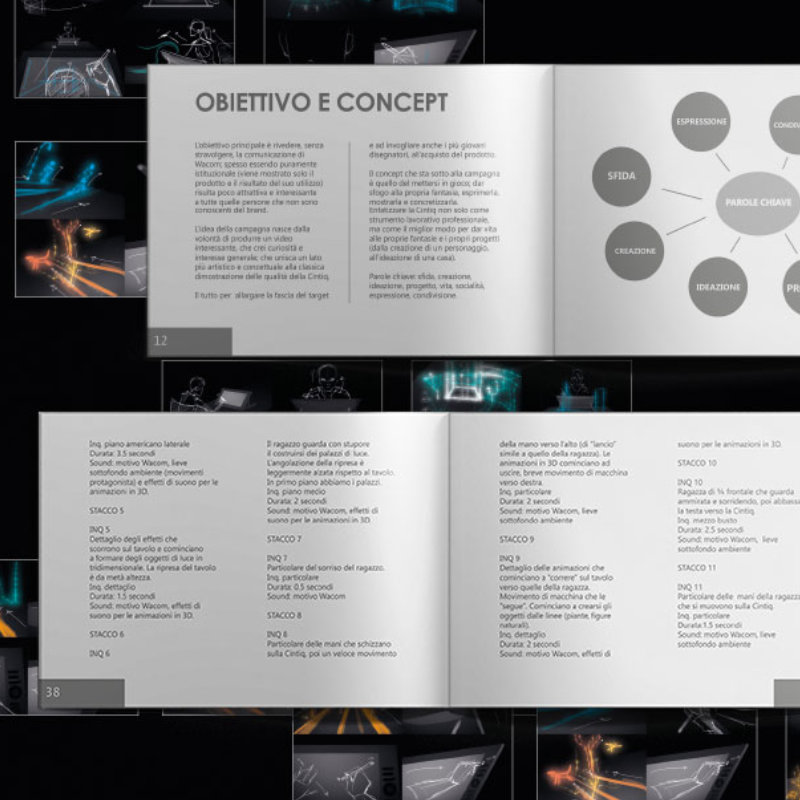 OBIETTIVO E CONCEPT
L'obiettivo principale è rivedere, senza
stravolgere, la comunicazione di
Wacom; spesso essendo puramente
istituzionale (viene mostrato solo il
prodotto e il risultato del suo utilizzo)
risulta poco attrattiva e interessante
a tutte quelle persone che non sono
conoscenti del brand.
L'idea della campagna nasce dalla
volontà di produrre un video
interessante, che crei curiosità e
interesse generale; che unisca un lato
più artistico e concettuale alla classica
dimostrazione delle qualità della Cintiq.
Il tutto per allargare la fascia del target
e ad invogliare anche i più giovani
disegnatori, all'acquisto del prodotto.
Il concept che sta sotto alla campagna
è quello del mettersi in gioco; dar
sfogo alla propria fantasia, esprimerla,
mostrarla e concretizzarla.
Enfatizzare la Cintiq non solo come
strumento lavorativo professionale,
ma come il miglior modo per dar vita
alle proprie fantasie e i propri progetti
(dalla creazione di un personaggio,
all'ideazione di una casa).
Parole chiave: sfida, creazione,
ideazione, progetto, vita, socialità,
espressione, condivisione.
12
ESPRESSIONE
CONDIV
SFIDA
PAROLE CHIAVE
CREAZIONE
IDEAZIONE
PR
Inq. piano americano laterale
Durata: 3.5 secondi
Sound: motivo Wacom, lieve
sottofondo ambiente (movimenti
protagonista) e effetti di suono per le
animazioni in 3D.
STACCO 5
INQ 5
Dettaglio degli effetti che
scorrono sul tavolo e cominciano
a formare degli oggetti di luce in
tridimensionale. La ripresa del tavolo
è da metà altezza.
Inq. dettaglio
Durata: 1.5 secondi
Sound: motivo Wacom, effetti di
suono per le animazioni in 3D.
STACCO 6
INQ 6
Il ragazzo guarda con stupore
il costruirsi dei palazzi di luce.
L'angolazione della ripresa è
leggermente alzata rispetto al tavolo.
In primo piano abbiamo i palazzi.
Inq. piano medio
Durata: 2 secondi
Sound: motivo Wacom, effetti di
suono per le animazioni in 3D
STACCO 7
INQ 7
Particolare del sorriso del ragazzo.
Inq. particolare
Durata: 0.5 secondi
Sound: motivo Wacom
STACCO 8
INQ 8
Particolare delle mani che schizzano
sulla Cintiq, poi un veloce movimento
38
della mano verso l'alto (di "lancio"
simile a quello della ragazza). Le
animazioni in 3D cominciano ad
uscire, breve movimento di macchina
verso destra.
Inq. particolare
Durata: 2 secondi
Sound: motivo Wacom, lieve
sottofondo ambiente
STACCO 9
INQ 9
Dettaglio delle animazioni che
cominciano a "correre" sul tavolo
verso quelle della ragazza.
Movimento di macchina che le
"segue". Cominciano a crearsi gli
oggetti dalle linee (piante, figure
naturali).
Inq. dettaglio
Durata: 2 secondi
Sound: motivo Wacom, effetti di
suono per le animazioni in 3D.
STACCO 10
INQ 10
Ragazza di ¾ frontale che guarda
ammirata e sorridendo, poi abbassa
la testa verso la Cintiq.
Inq. mezzo busto
Durata: 2.5 secondi
Sound: motivo Wacom, lieve
sottofondo ambiente
STACCO 11
INQ 11
Particolare delle mani della ragazza
che si muovono sulla Cintiq.
Inq. particolare
Durata:1.5 secondi
Sound: motivo Wacom, lieve
sottofondo ambiente